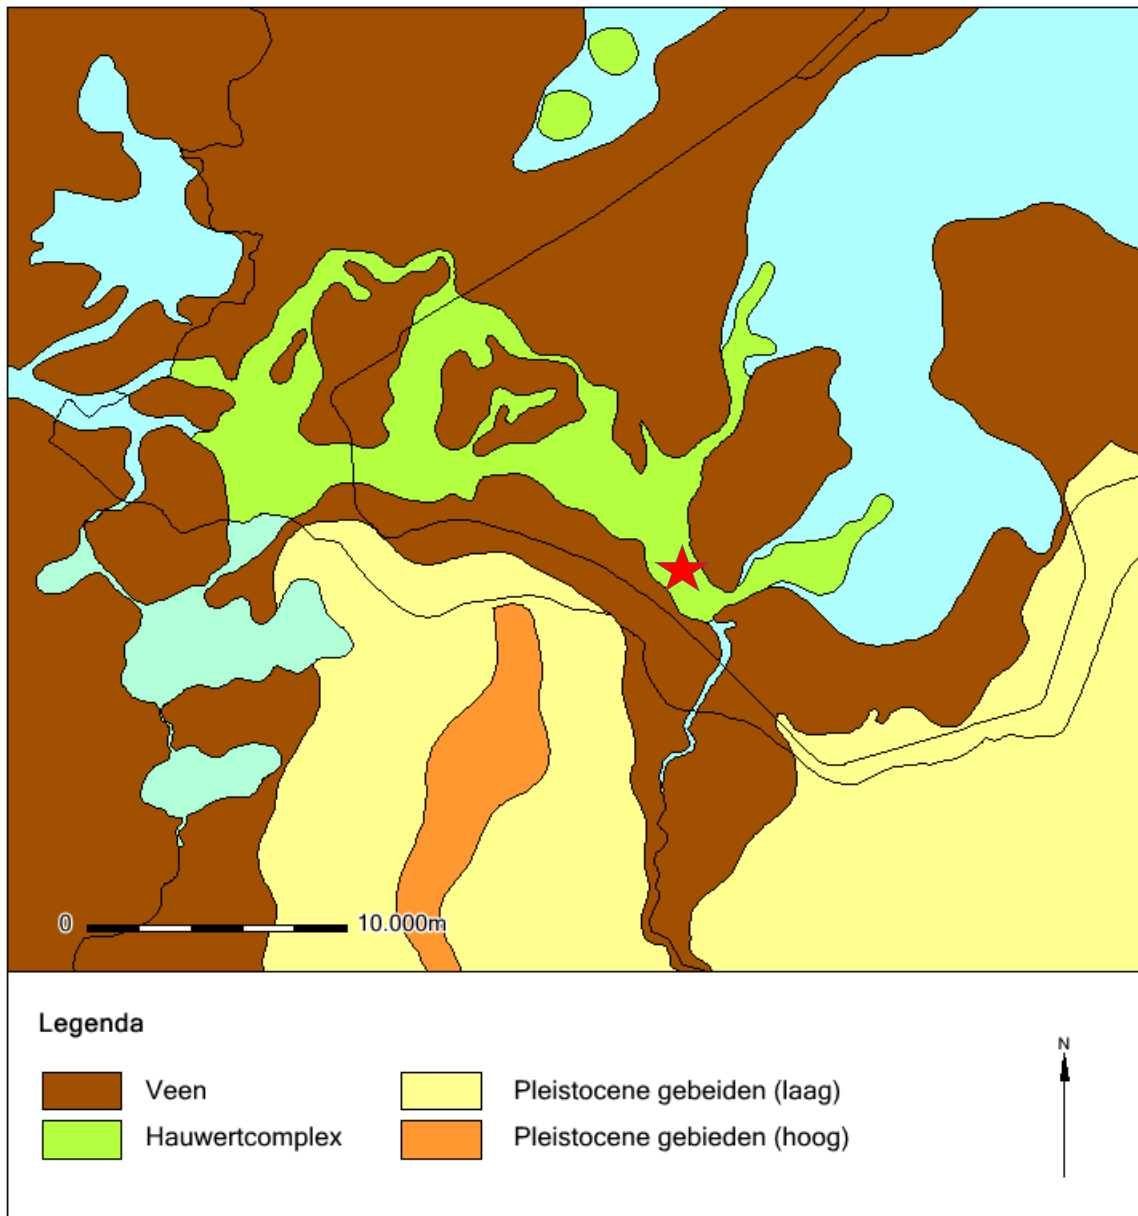 0 10.000m
Legenda
N
Veen Pleistocene gebeiden (laag)
Hauwertcomplex Pleistocene gebieden (hoog)